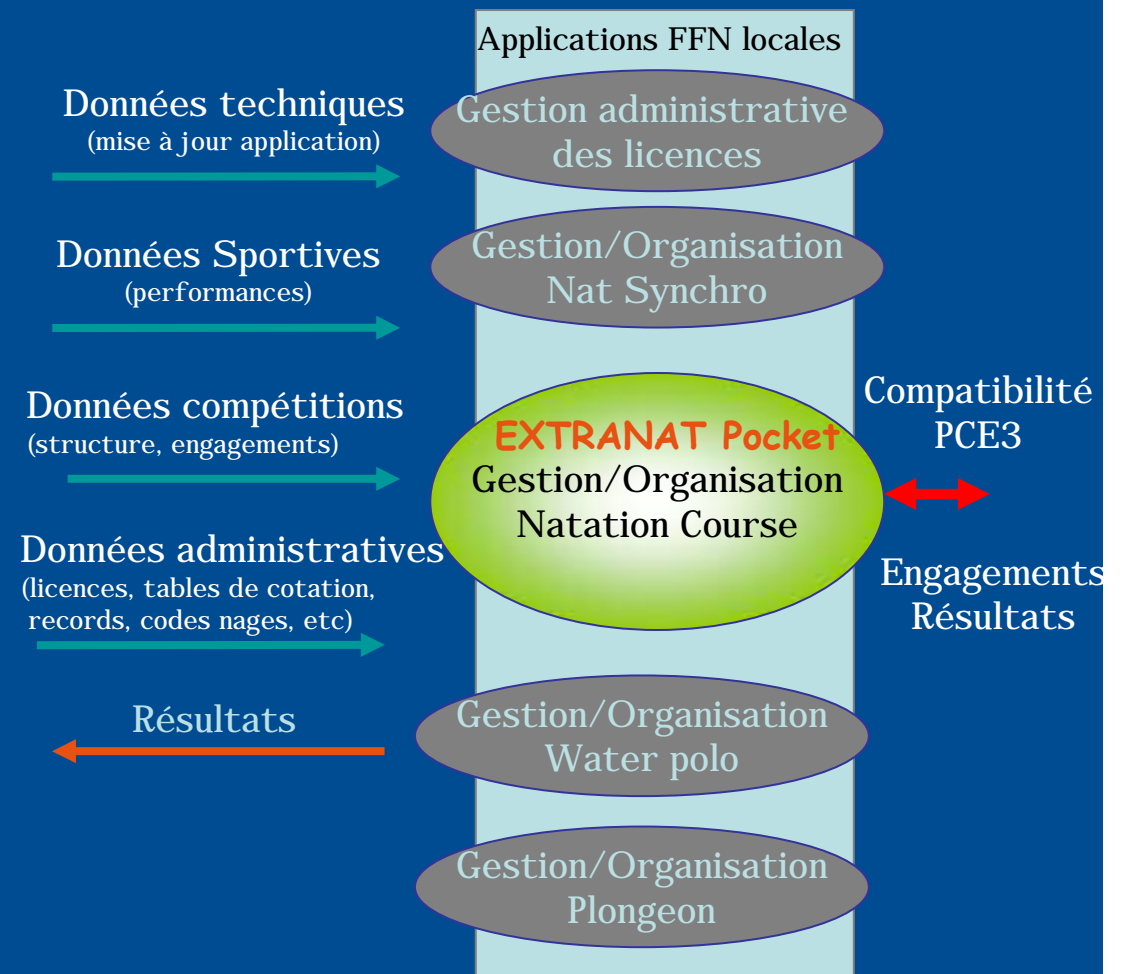 Applications FFN locales
Données techniques
(mise à jour application)
Gestion administrative
des licences
Données Sportives
(performances)
Gestion/Organisation
Nat Synchro
Données compétitions
(structure, engagements)
EXTRANAT Pocket
Gestion/Organisation
Natation Course
Compatibilité
PCE3
Données administratives
(licences, tables de cotation,
records, codes nages, etc)
Engagements
Résultats
Résultats
Gestion/Organisation
Water polo
Gestion/Organisation
Plongeon